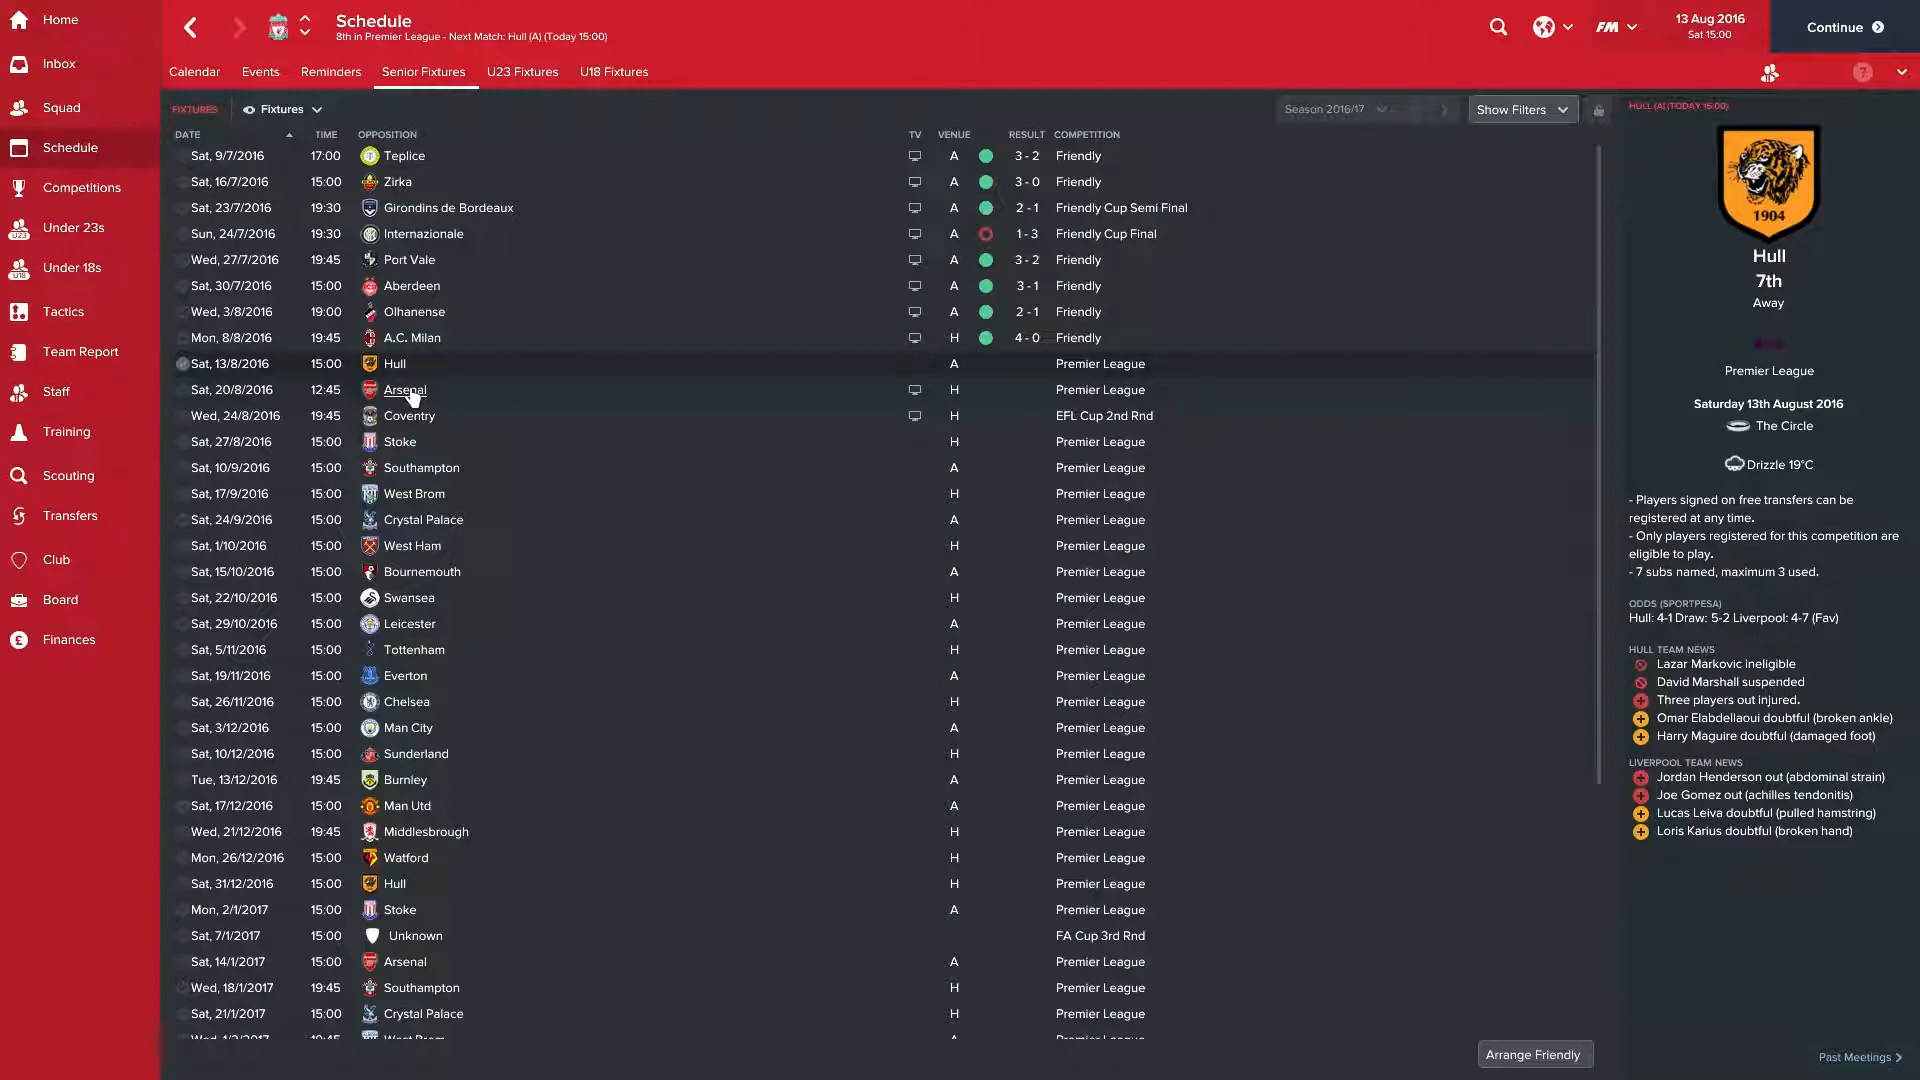 Home
Inbox
Squad
Schedule
Competitions
Under 23s
Under 18s
Tactics
Team Report
Staff
Training
Scouting
Transfers
Club
Board
Finances
Schedule
8th in Premier League - Next Match: Hull (A) (Today 15:00)
FM
13 Aug 2016
Sat 15:00
Continue
Calendar Events Reminders Senior Fixtures U23 Fixtures U18 Fixtures
FIXTURES Fixtures Season 2016/17 Show Filters
DATE TIME OPPOSITION TV VENUE RESULT COMPETITION
Sat, 9/7/2016 17:00 Teplice A 3 - 2 Friendly
Sat, 16/7/2016 15:00 Zirka A 3 - 0 Friendly
Sat, 23/7/2016 19:30 Girondins de Bordeaux A 2 - 1 Friendly Cup Semi Final
Sun, 24/7/2016 19:30 Internazionale A 1 - 3 Friendly Cup Final
Wed, 27/7/2016 19:45 Port Vale A 3 - 2 Friendly
Sat, 30/7/2016 15:00 Aberdeen A 3 - 1 Friendly
Wed, 3/8/2016 19:00 Olhanense A 2 - 1 Friendly
Mon, 8/8/2016 19:45 A.C. Milan H 4 - 0 Friendly
Sat, 13/8/2016 15:00 Hull A Premier League
Sat, 20/8/2016 12:45 Arsenal H Premier League
Wed, 24/8/2016 19:45 Coventry H EFL Cup 2nd Rnd
Sat, 27/8/2016 15:00 Stoke H Premier League
Sat, 10/9/2016 15:00 Southampton A Premier League
Sat, 17/9/2016 15:00 West Brom H Premier League
Sat, 24/9/2016 15:00 Crystal Palace A Premier League
Sat, 1/10/2016 15:00 West Ham H Premier League
Sat, 15/10/2016 15:00 Bournemouth A Premier League
Sat, 22/10/2016 15:00 Swansea H Premier League
Sat, 29/10/2016 15:00 Leicester A Premier League
Sat, 5/11/2016 15:00 Tottenham H Premier League
Sat, 19/11/2016 15:00 Everton A Premier League
Sat, 26/11/2016 15:00 Chelsea H Premier League
Sat, 3/12/2016 15:00 Man City A Premier League
Sat, 10/12/2016 15:00 Sunderland H Premier League
Tue, 13/12/2016 19:45 Burnley A Premier League
Sat, 17/12/2016 15:00 Man Utd A Premier League
Wed, 21/12/2016 19:45 Middlesbrough H Premier League
Mon, 26/12/2016 15:00 Watford H Premier League
Sat, 31/12/2016 15:00 Hull H Premier League
Mon, 2/1/2017 15:00 Stoke A Premier League
Sat, 7/1/2017 15:00 Unknown FA Cup 3rd Rnd
Sat, 14/1/2017 15:00 Arsenal A Premier League
Wed, 18/1/2017 19:45 Southampton H Premier League
Sat, 21/1/2017 15:00 Crystal Palace H Premier League
Wed, 1/2/2017 19:45 West Brom A Premier League
Arrange Friendly
HULL (A) (TODAY 15:00)
1904
Hull
7th
Away
Premier League
Saturday 13th August 2016
The Circle
Drizzle 19°C
- Players signed on free transfers can be
registered at any time.
- Only players registered for this competition are
eligible to play.
- 7 subs named, maximum 3 used.
ODDS (SPORTPESA)
Hull: 4-1 Draw: 5-2 Liverpool: 4-7 (Fav)
HULL TEAM NEWS
Lazar Markovic ineligible
David Marshall suspended
Three players out injured.
Omar Elabdellaoui doubtful (broken ankle)
Harry Maguire doubtful (damaged foot)
LIVERPOOL TEAM NEWS
Jordan Henderson out (abdominal strain)
Joe Gomez out (achilles tendonitis)
Lucas Leiva doubtful (pulled hamstring)
Loris Karius doubtful (broken hand)
Past Meetings